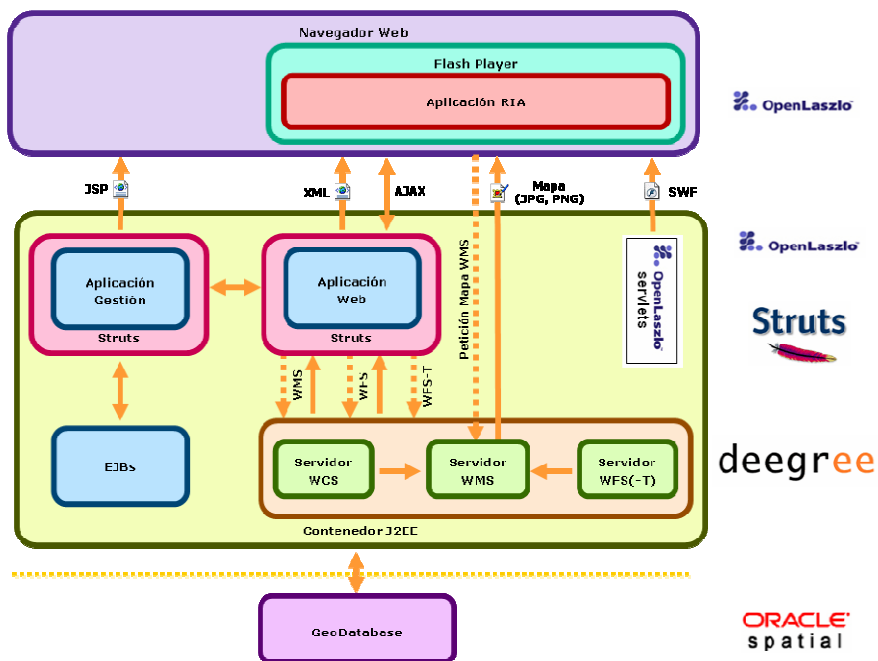 Navegador Web
Flash Player
Aplicación RIA
OpenLaszlo
JSP
XML
AJAX
Mapa
(JPG, PNG)
SWF
Petición Mapa WMS
OpenLaszlo
servlets
OpenLaszlo
Aplicación
Gestión
Struts
Aplicación
Web
Struts
Struts
WMS
WFS
WFS-T
EJBs
Servidor
WCS
Servidor
WMS
Servidor
WFS(-T)
deegree
Contenedor J2EE
GeoDatabase
ORACLE
spatial